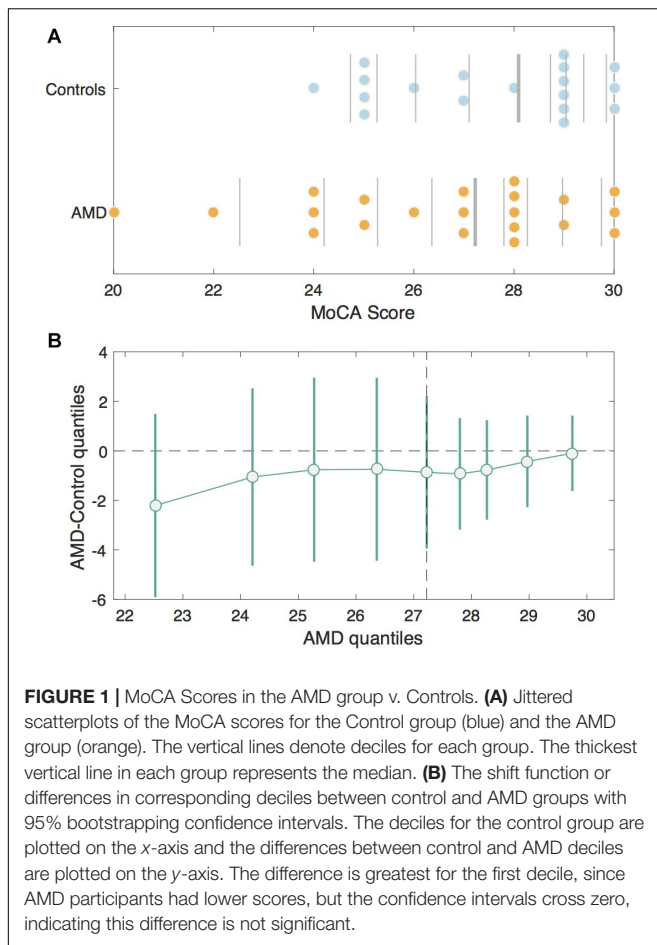 A
Controls
AMD
20 22 24 26 28 30
MoCA Score
B
4
2
0
-2
-4
-6
AMD-Control quantiles
22 23 24 25 26 27 28 29 30
AMD quantiles
FIGURE 1 | MoCA Scores in the AMD group v. Controls. (A) Jittered
scatterplots of the MoCA scores for the Control group (blue) and the AMD
group (orange). The vertical lines denote deciles for each group. The thickest
vertical line in each group represents the median. (B) The shift function or
differences in corresponding deciles between control and AMD groups with
95% bootstrapping confidence intervals. The deciles for the control group are
plotted on the x-axis and the differences between control and AMD deciles
are plotted on the y-axis. The difference is greatest for the first decile, since
AMD participants had lower scores, but the confidence intervals cross zero,
indicating this difference is not significant.